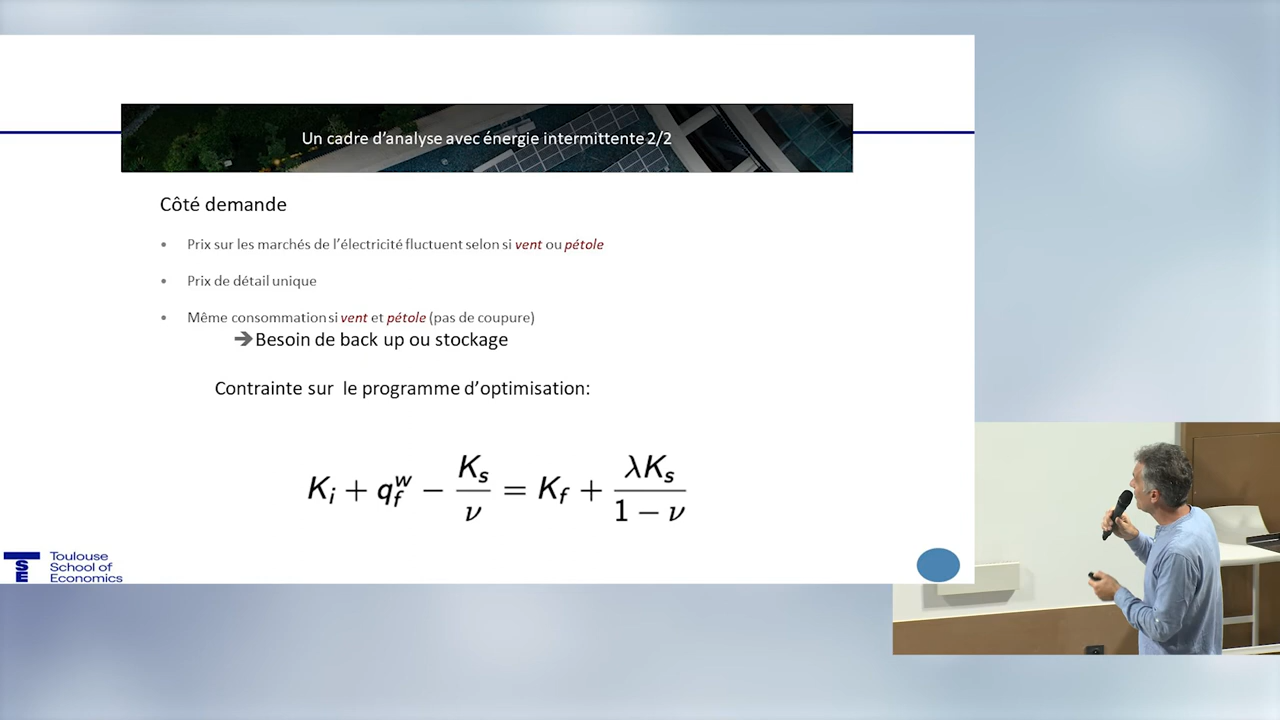 Un cadre d'analyse avec énergie intermittente 2/2
Côté demande
• Prix sur les marchés de l'électricité fluctuent selon si vent ou pétole
• Prix de détail unique
• Même consommation si vent et pétole (pas de coupure)
➔ Besoin de back up ou stockage
Contrainte sur le programme d'optimisation:
K_i + q_f^w − K_s/ν = K_f + λK_s/(1 − ν)
TSE
Toulouse
School of
Economics